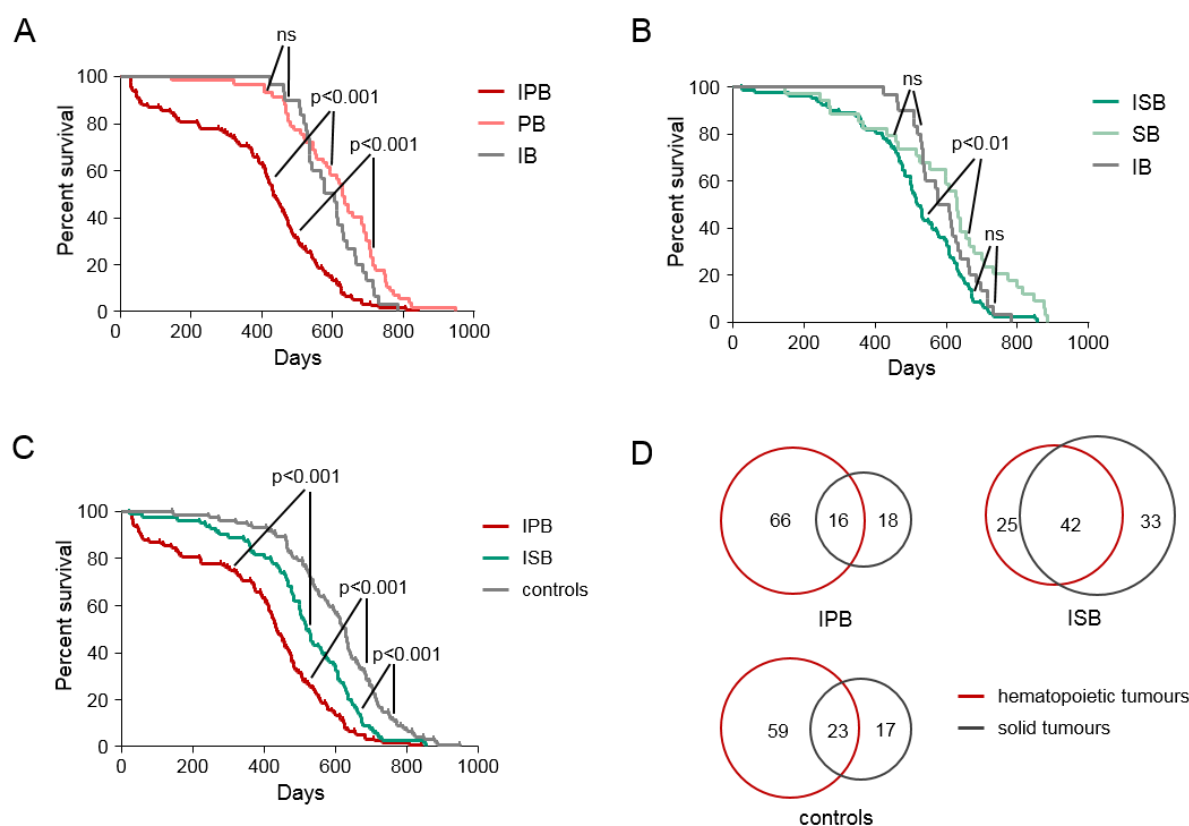 A
ns
100
80
60
40
20
0
Percent survival
p<0.001
p<0.001
IPB
PB
IB
0
200
400
600
800
1000
Days
B
ns
100
80
60
40
20
0
Percent survival
p<0.01
ns
ISB
SB
IB
0
200
400
600
800
1000
Days
C
p<0.001
100
80
60
40
20
0
Percent survival
p<0.001
p<0.001
IPB
ISB
controls
0
200
400
600
800
1000
Days
D
66
16
18
IPB
25
42
33
ISB
59
23
17
controls
hematopoietic tumours
solid tumours